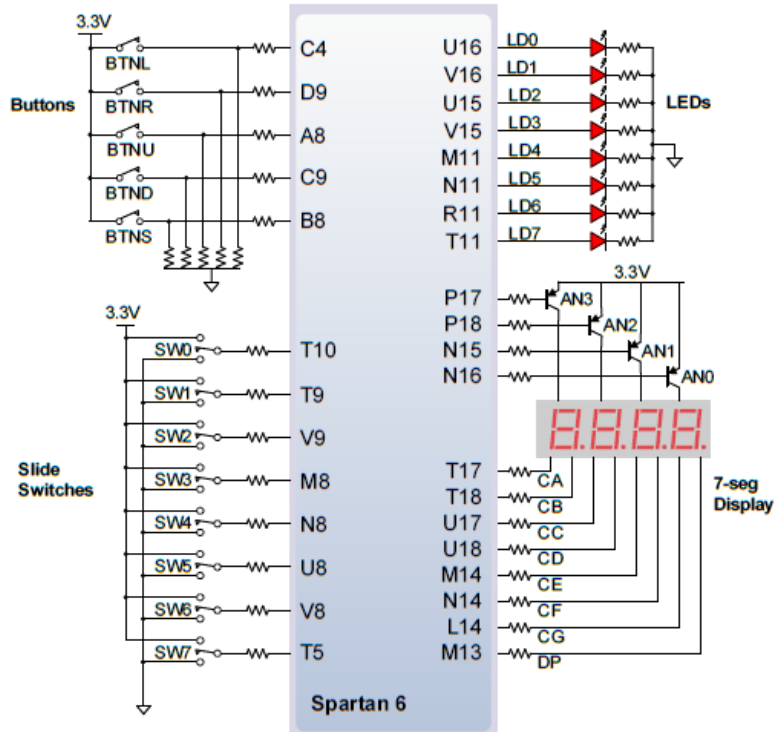 3.3V
BTNL
BTNR
BTNU
BTND
BTNS
Buttons
C4
D9
A8
C9
B8
3.3V
SW0
SW1
SW2
SW3
SW4
SW5
SW6
SW7
Slide
Switches
T10
T9
V9
M8
N8
U8
V8
T5
U16 LD0
V16 LD1
U15 LD2
V15 LD3
M11 LD4
N11 LD5
R11 LD6
T11 LD7
LEDs
3.3V
P17 AN3
P18 AN2
N15 AN1
N16 AN0
8.8.8.8.
T17 CA
T18 CB
U17 CC
U18 CD
M14 CE
N14 CF
L14 CG
M13 DP
7-seg
Display
Spartan 6